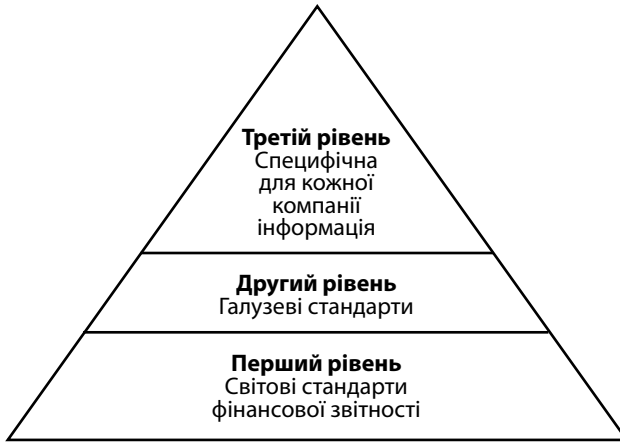 Третій рівень
Специфічна
для кожної
компанії
інформація
Другий рівень
Галузеві стандарти
Перший рівень
Світові стандарти
фінансової звітності